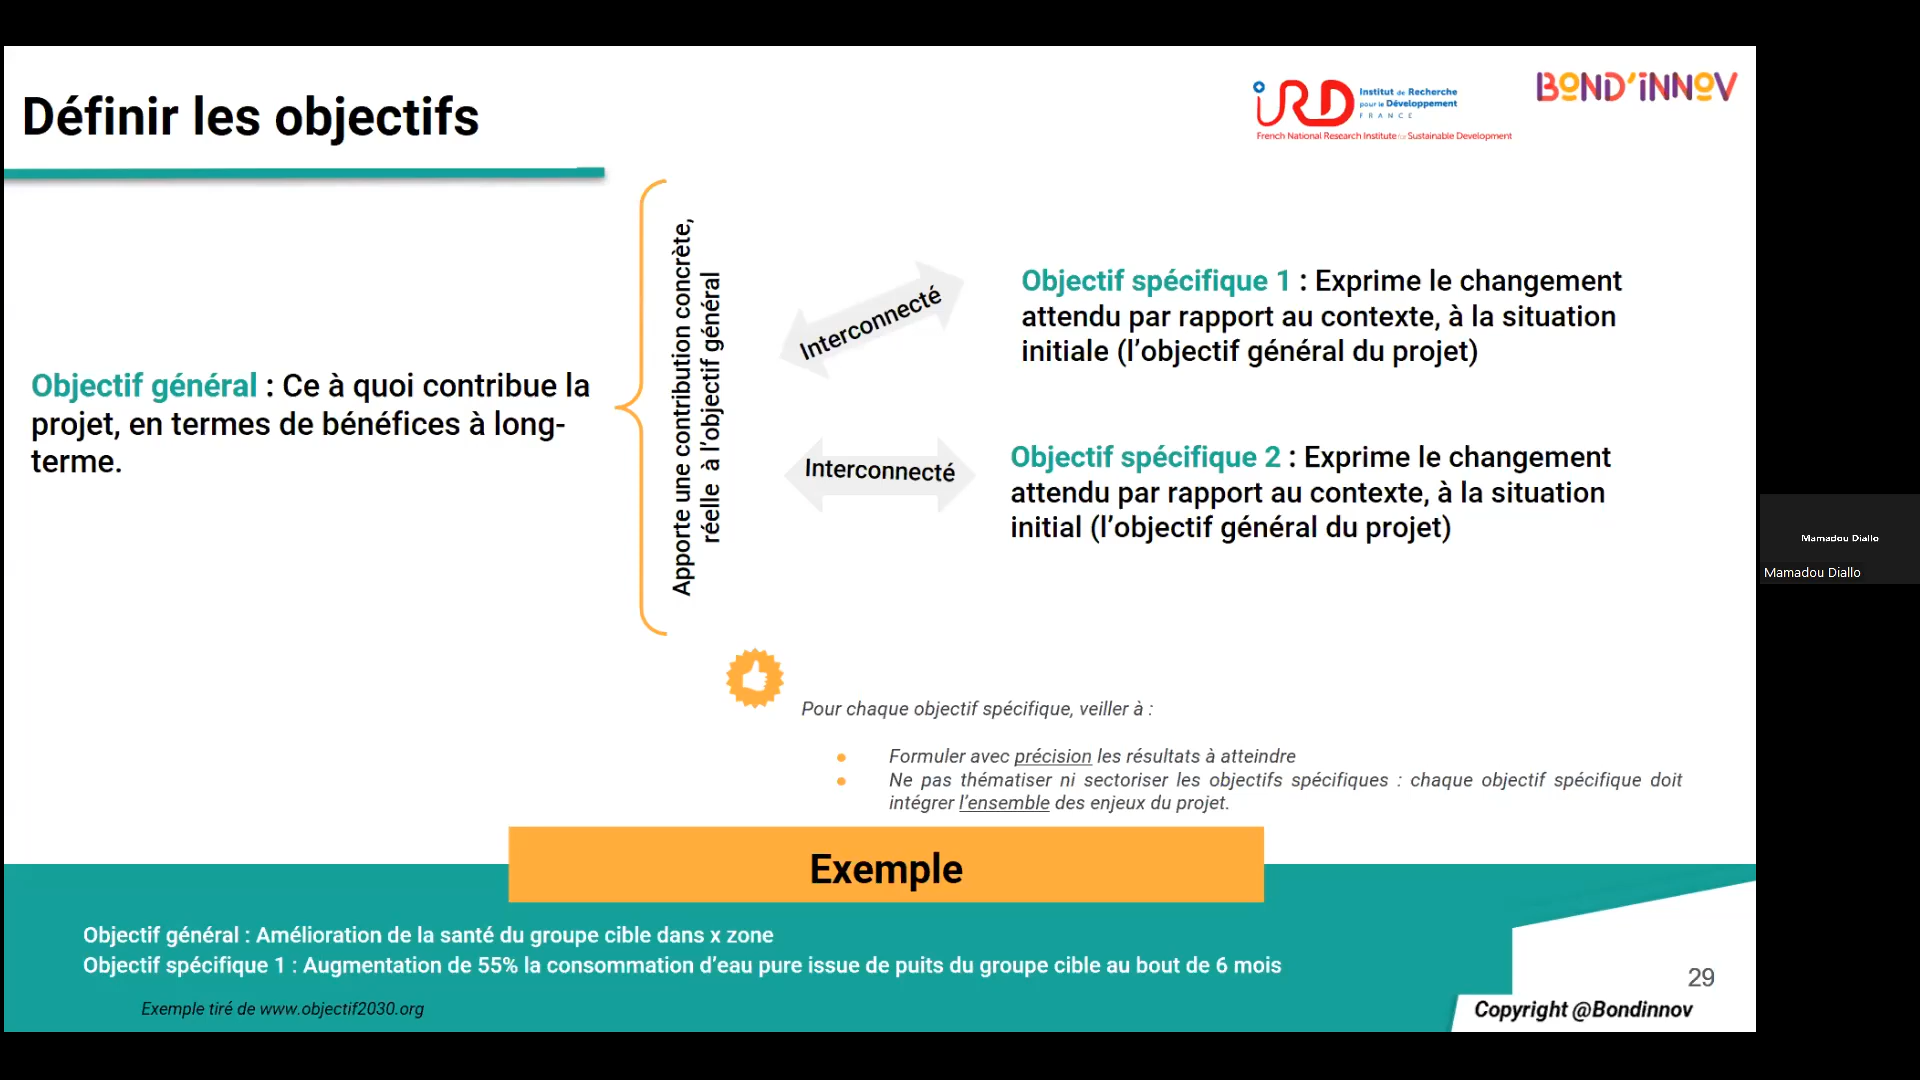 Définir les objectifs
iRD
Institut de Recherche
pour le Développement
FRANCE
French National Research Institute for Sustainable Development
BOND'iNNOV
Objectif général : Ce à quoi contribue la
projet, en termes de bénéfices à long-
terme.
Apporte une contribution concrète,
réelle à l'objectif général
Interconnecté
Objectif spécifique 1 : Exprime le changement
attendu par rapport au contexte, à la situation
initiale (l'objectif général du projet)
Interconnecté
Objectif spécifique 2 : Exprime le changement
attendu par rapport au contexte, à la situation
initial (l'objectif général du projet)
Mamadou Diallo
Mamadou Diallo
Pour chaque objectif spécifique, veiller à :
● Formuler avec précision les résultats à atteindre
● Ne pas thématiser ni sectoriser les objectifs spécifiques : chaque objectif spécifique doit
intégrer l'ensemble des enjeux du projet.
Exemple
Objectif général : Amélioration de la santé du groupe cible dans x zone
Objectif spécifique 1 : Augmentation de 55% la consommation d'eau pure issue de puits du groupe cible au bout de 6 mois
Exemple tiré de www.objectif2030.org
29
Copyright @Bondinnov